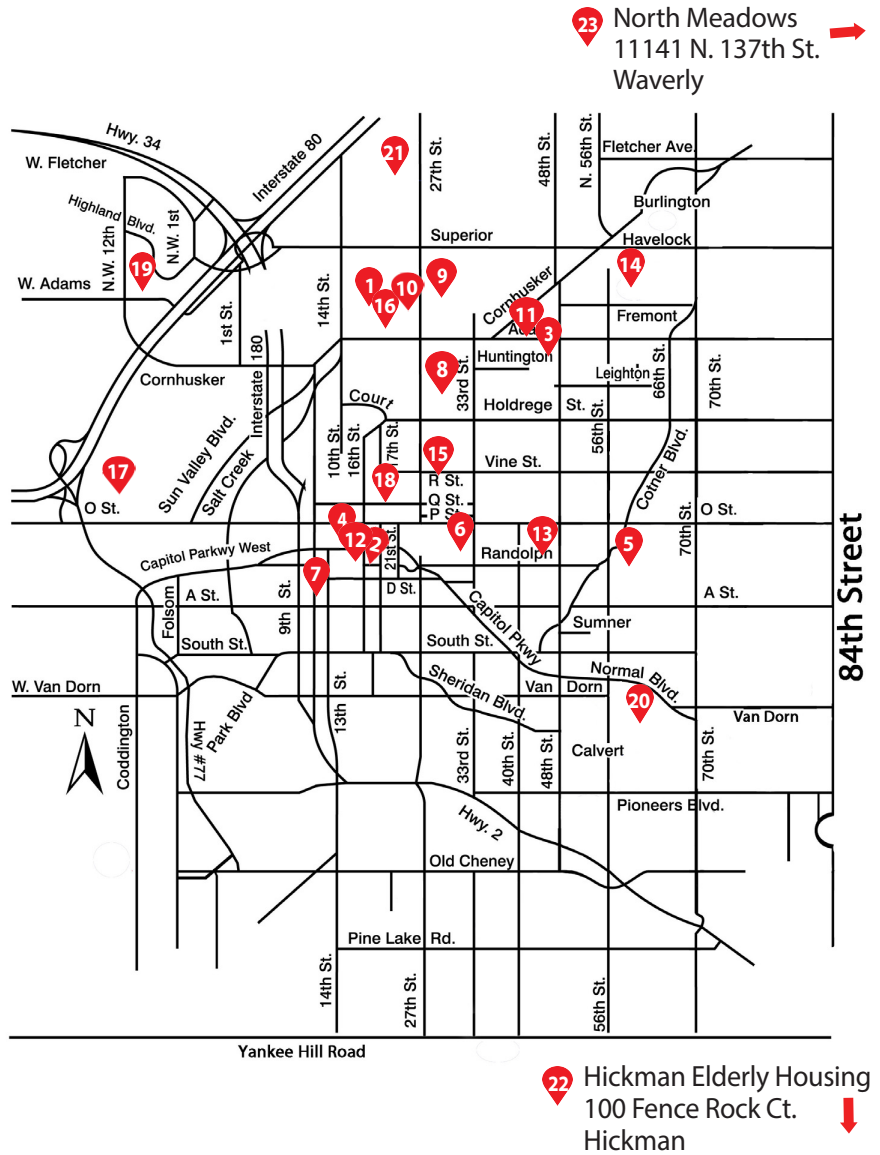 23 North Meadows
11141 N. 137th St.
Waverly
Hwy. 34
W. Fletcher
Interstate 80
21
27th St.
48th St.
N. 56th St.
Fletcher Ave.
Burlington
Highland Blvd.
N.W. 12th
N.W. 1st
Superior
Havelock
19
W. Adams
1st St.
14th St.
1
16
10
9
14
Cornhusker
11
3
Fremont
Interstate 180
Cornhusker
8
33rd St.
Huntington
Leighton
66th St.
70th St.
Court
Holdrege St.
56th St.
Sun Valley Blvd.
Salt Creek
10th St.
16th St.
17th St.
15
Vine St.
Cotner Blvd.
17
18
R St.
Q St.
P St.
O St.
O St.
4
12
2
21st St.
6
13
Randolph
5
70th St.
Capitol Parkway West
7
D St.
A St.
A St.
Folsom
9th St.
Capitol Pkwy
Sumner
84th Street
South St.
South St.
Normal Blvd.
W. Van Dorn
Sheridan Blvd.
Van Dorn
20
Van Dorn
N
Coddington
Hwy #77
Park Blvd
13th St.
33rd St.
40th St.
48th St.
Calvert
70th St.
Pioneers Blvd.
Hwy. 2
Old Cheney
Pine Lake Rd.
14th St.
27th St.
56th St.
Yankee Hill Road
22 Hickman Elderly Housing
100 Fence Rock Ct.
Hickman